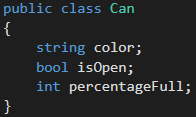 public class Can
{
    string color;
    bool isOpen;
    int percentageFull;
}